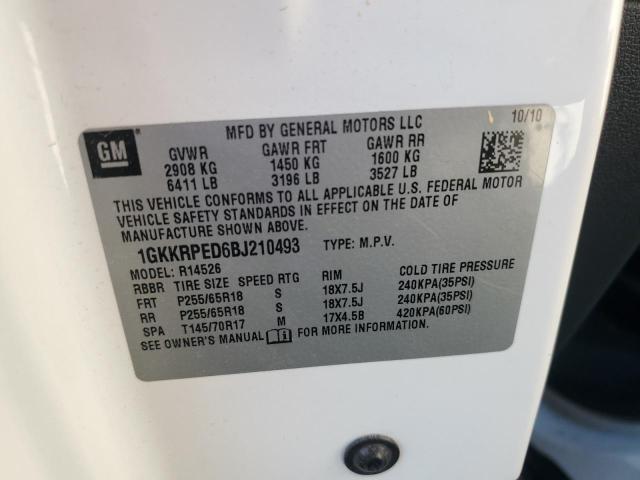 10/10
GM
MFD BY GENERAL MOTORS LLC
GVWR GAWR FRT GAWR RR
2908 KG 1450 KG 1600 KG
6411 LB 3196 LB 3527 LB
THIS VEHICLE CONFORMS TO ALL APPLICABLE U.S. FEDERAL MOTOR
VEHICLE SAFETY STANDARDS IN EFFECT ON THE DATE OF
MANUFACTURE SHOWN ABOVE.
1GKKRPED6BJ210493 TYPE: M.P.V.
MODEL: R14526
RBBR TIRE SIZE SPEED RTG RIM COLD TIRE PRESSURE
FRT P255/65R18 S 18X7.5J 240KPA(35PSI)
RR P255/65R18 S 18X7.5J 240KPA(35PSI)
SPA T145/70R17 M 17X4.5B 420KPA(60PSI)
SEE OWNER'S MANUAL FOR MORE INFORMATION.